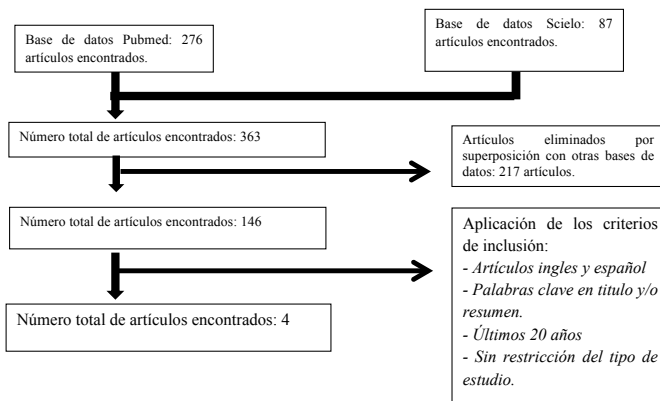 Base de datos Pubmed: 276
artículos encontrados.
Base de datos Scielo: 87
artículos encontrados.
Número total de artículos encontrados: 363
Artículos eliminados por
superposición con otras bases de
datos: 217 artículos.
Número total de artículos encontrados: 146
Aplicación de los criterios
de inclusión:
- Artículos ingles y español
- Palabras clave en titulo y/o
resumen.
- Últimos 20 años
- Sin restricción del tipo de
estudio.
Número total de artículos encontrados: 4